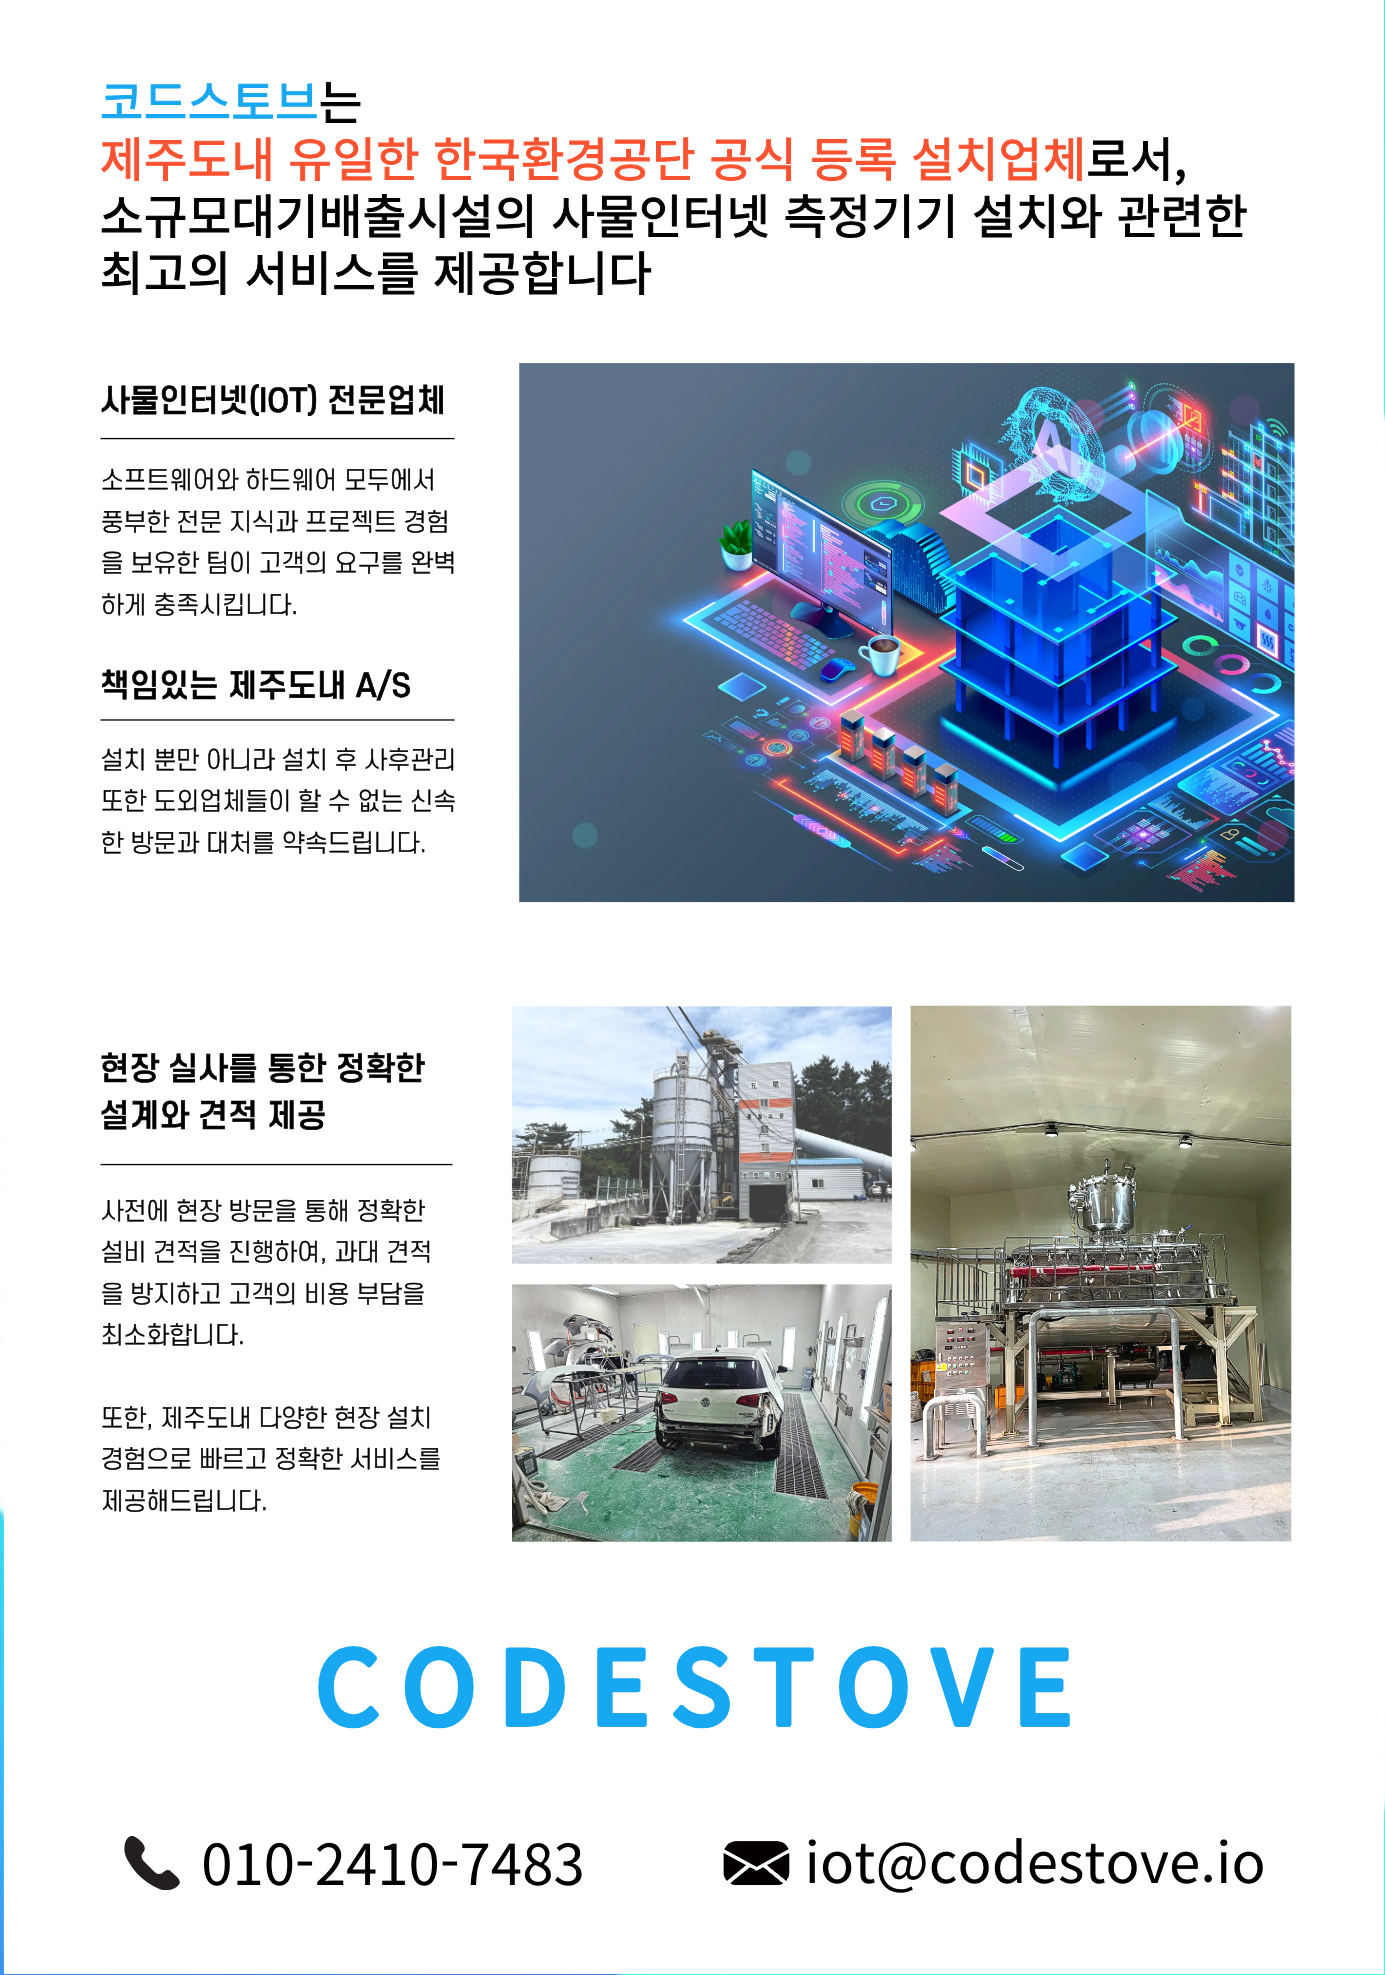 코드스토브는
제주도내 유일한 한국환경공단 공식 등록 설치업체로서,
소규모대기배출시설의 사물인터넷 측정기기 설치와 관련한
최고의 서비스를 제공합니다
사물인터넷(IOT) 전문업체
소프트웨어와 하드웨어 모두에서
풍부한 전문 지식과 프로젝트 경험
을 보유한 팀이 고객의 요구를 완벽
하게 충족시킵니다.
책임있는 제주도내 A/S
설치 뿐만 아니라 설치 후 사후관리
또한 도외업체들이 할 수 없는 신속
한 방문과 대처를 약속드립니다.
AI
현장 실사를 통한 정확한
설계와 견적 제공
사전에 현장 방문을 통해 정확한
설비 견적을 진행하여, 과대 견적
을 방지하고 고객의 비용 부담을
최소화합니다.
또한, 제주도내 다양한 현장 설치
경험으로 빠르고 정확한 서비스를
제공해드립니다.
CODESTOVE
010-2410-7483
iot@codestove.io